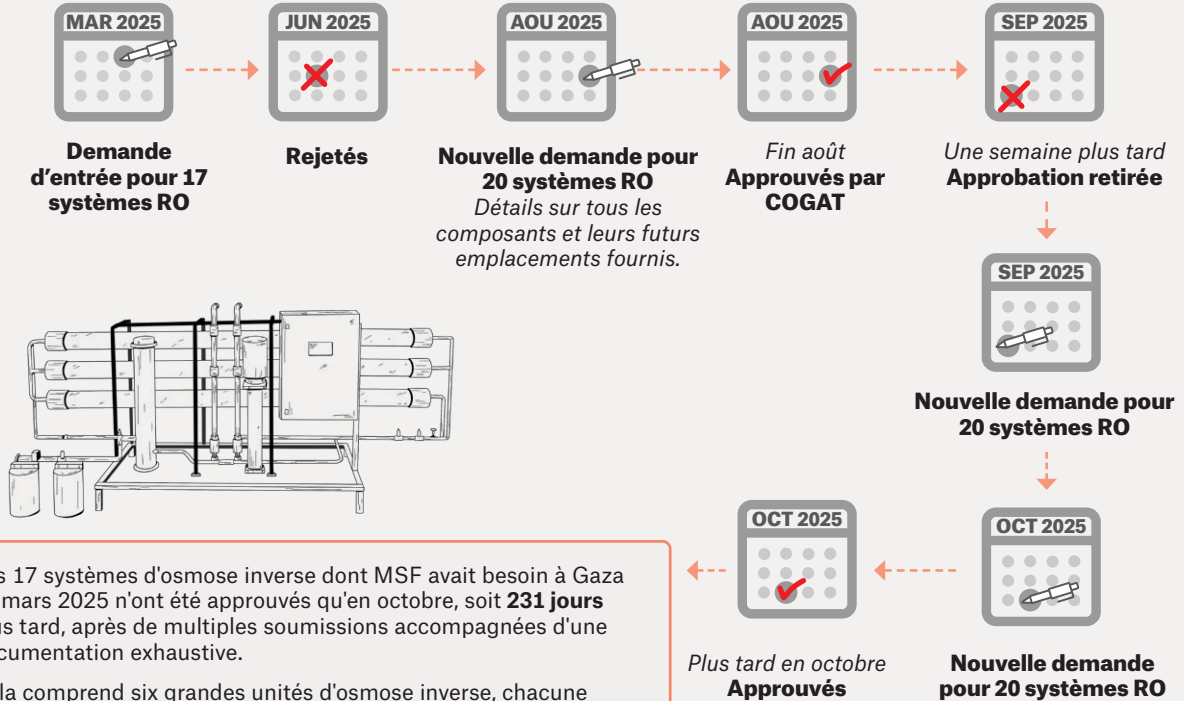 MAR 2025
Demande
d'entrée pour 17
systèmes RO
JUN 2025
Rejetés
AOU 2025
Nouvelle demande pour
20 systèmes RO
Détails sur tous les
composants et leurs futurs
emplacements fournis.
AOU 2025
Fin août
Approuvés par
COGAT
SEP 2025
Une semaine plus tard
Approbation retirée
SEP 2025
Nouvelle demande pour
20 systèmes RO
OCT 2025
Nouvelle demande
pour 20 systèmes RO
OCT 2025
Plus tard en octobre
Approuvés
17 systèmes d'osmose inverse dont MSF avait besoin à Gaza
mars 2025 n'ont été approuvés qu'en octobre, soit 231 jours
tard, après de multiples soumissions accompagnées d'une
exhaustive.
comprend six grandes unités d'osmose inverse, chacune